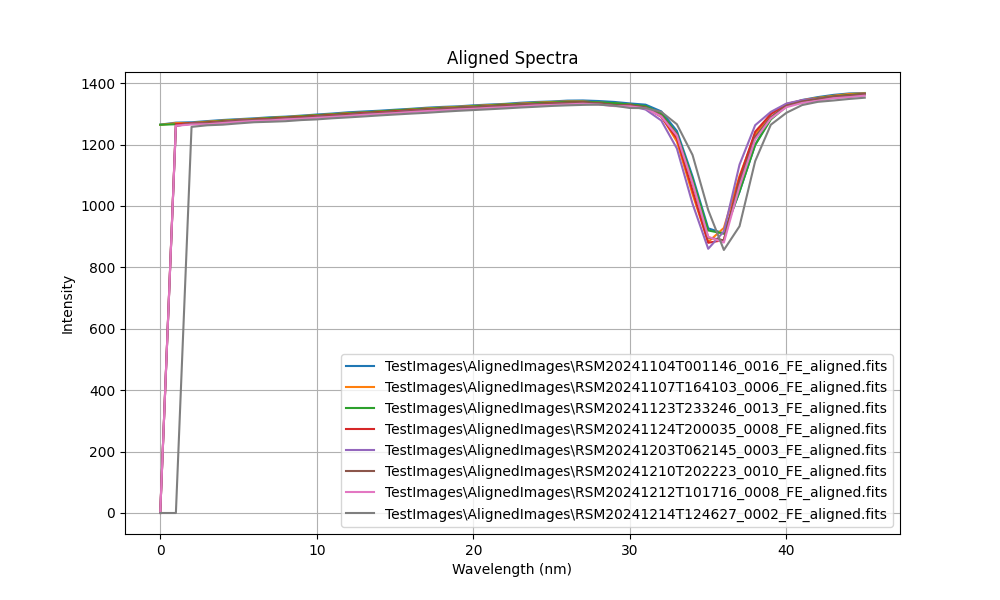 Aligned Spectra
1400
1200
1000
800
600
400
200
0
Intensity
TestImages\AlignedImages\RSM20241104T001146_0016_FE_aligned.fits
TestImages\AlignedImages\RSM20241107T164103_0006_FE_aligned.fits
TestImages\AlignedImages\RSM20241123T233246_0013_FE_aligned.fits
TestImages\AlignedImages\RSM20241124T200035_0008_FE_aligned.fits
TestImages\AlignedImages\RSM20241203T062145_0003_FE_aligned.fits
TestImages\AlignedImages\RSM20241210T202223_0010_FE_aligned.fits
TestImages\AlignedImages\RSM20241212T101716_0008_FE_aligned.fits
TestImages\AlignedImages\RSM20241214T124627_0002_FE_aligned.fits
0 10 20 30 40
Wavelength (nm)